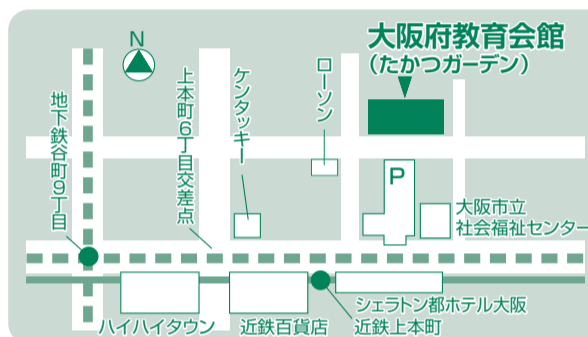 大阪府教育会館
(たかつガーデン)
N
地下鉄谷町9丁目
上本町6丁目交差点
ケンタッキー
ローソン
P
大阪市立
社会福祉センター
シェラトン都ホテル大阪
ハイハイタウン
近鉄百貨店
近鉄上本町